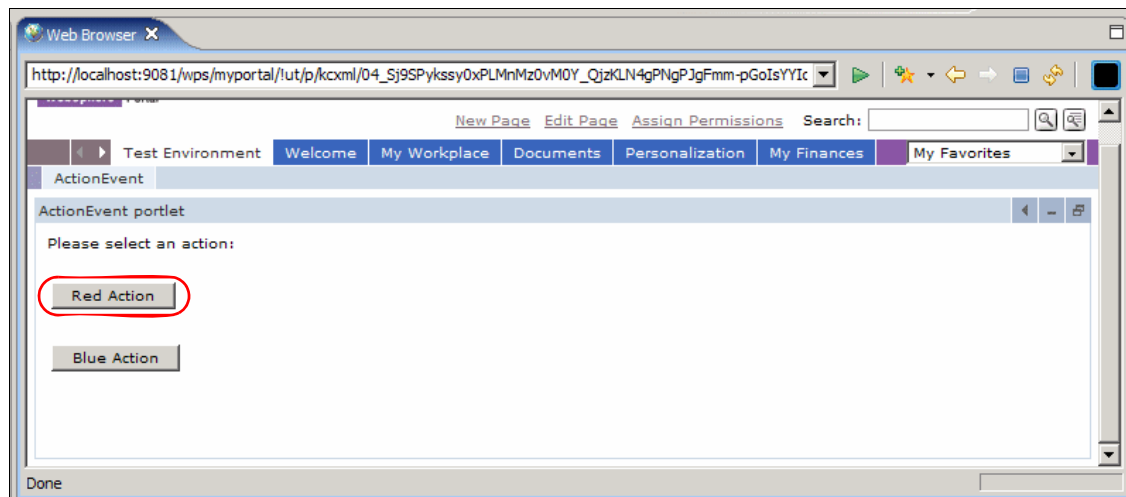 Web Browser
http://localhost:9081/wps/myportal/!ut/p/kcxml/04_Sj9SPykssy0xPLMnMz0vM0Y_QjzKLN4gPNgPJgFmm-pGoIsYYIc
New Page Edit Page Assign Permissions Search:
Test Environment Welcome My Workplace Documents Personalization My Finances My Favorites
ActionEvent
ActionEvent portlet
Please select an action:
Red Action
Blue Action
Done